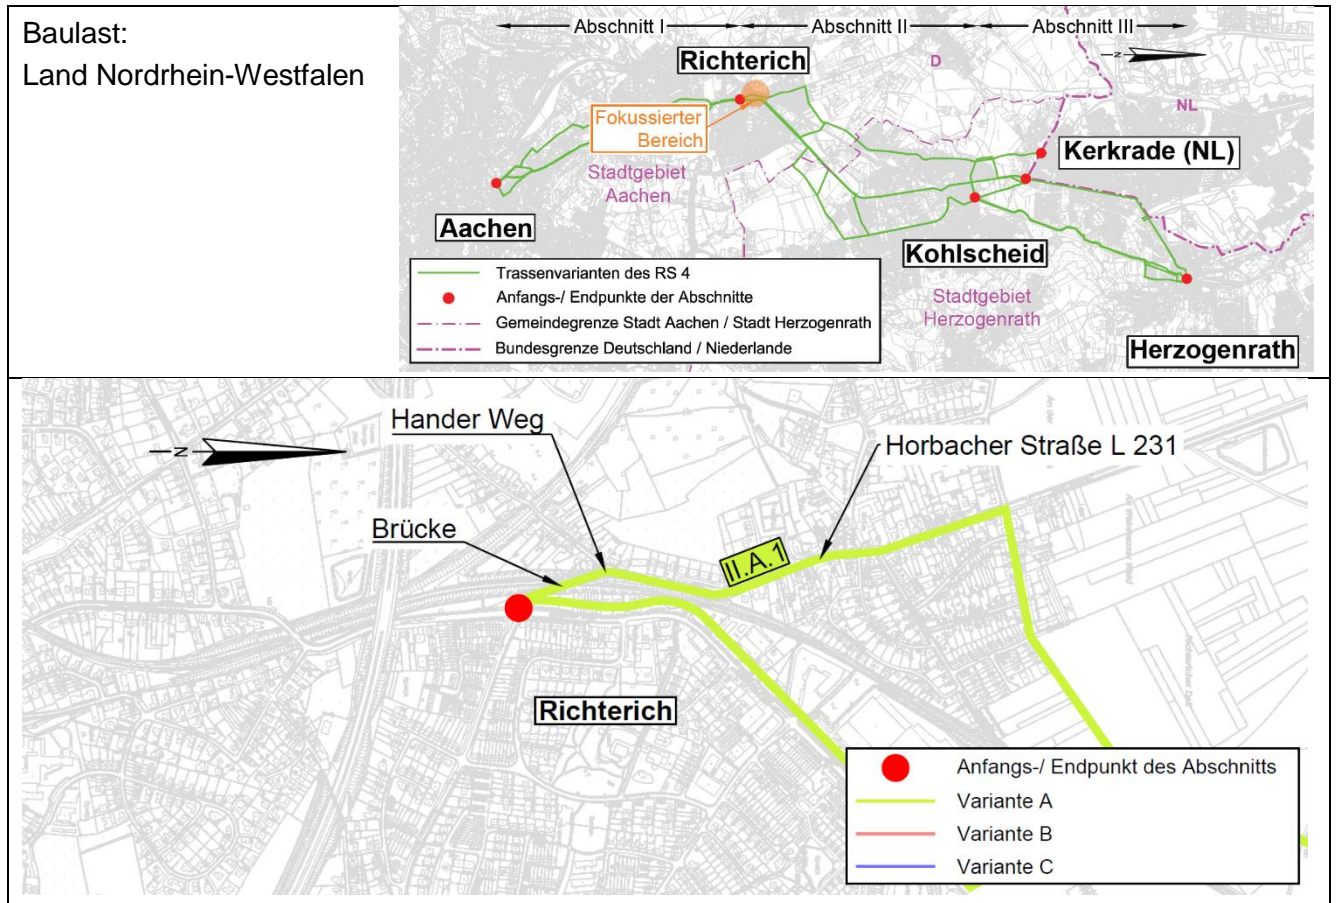 Baulast:
Land Nordrhein-Westfalen
Abschnitt I
Abschnitt II
Abschnitt III
Richterich
D
N
NL
Fokussierter
Bereich
Kerkrade (NL)
Stadtgebiet
Aachen
Aachen
Kohlscheid
Trassenvarianten des RS 4
Anfangs-/ Endpunkte der Abschnitte
Gemeindegrenze Stadt Aachen / Stadt Herzogenrath
Bundesgrenze Deutschland / Niederlande
Stadtgebiet
Herzogenrath
Herzogenrath
Hander Weg
Horbacher Straße L 231
N
Brücke
II.A.1
Richterich
Anfangs-/ Endpunkt des Abschnitts
Variante A
Variante B
Variante C